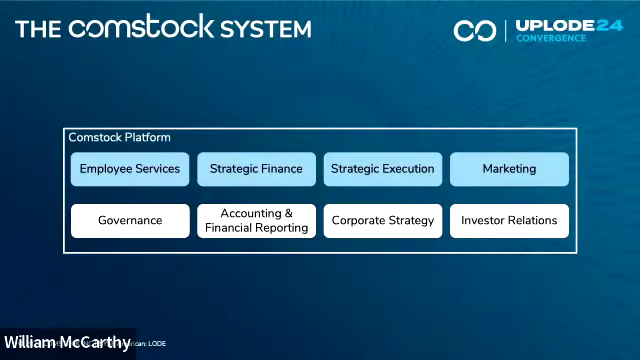 THE comstock SYSTEM
UPLODE24
CONVERGENCE
Comstock Platform
Employee Services
Strategic Finance
Strategic Execution
Marketing
Governance
Accounting &
Financial Reporting
Corporate Strategy
Investor Relations
William McCarthy
: LODE